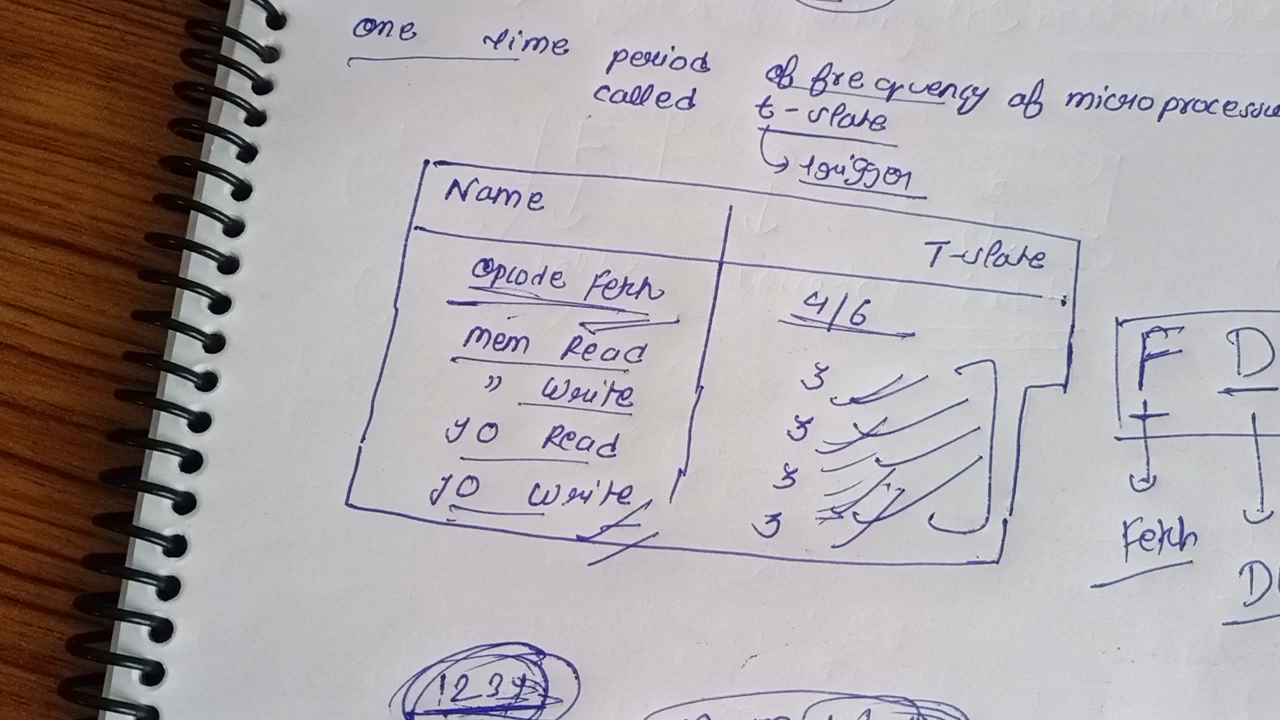 one time period of frequency of microprocessor
called t-state
trigger
Name T-state
Opcode Fetch 4/6
Mem Read 3
" Write 3
IO Read 3
IO Write 3
F D
Fetch
D
1234